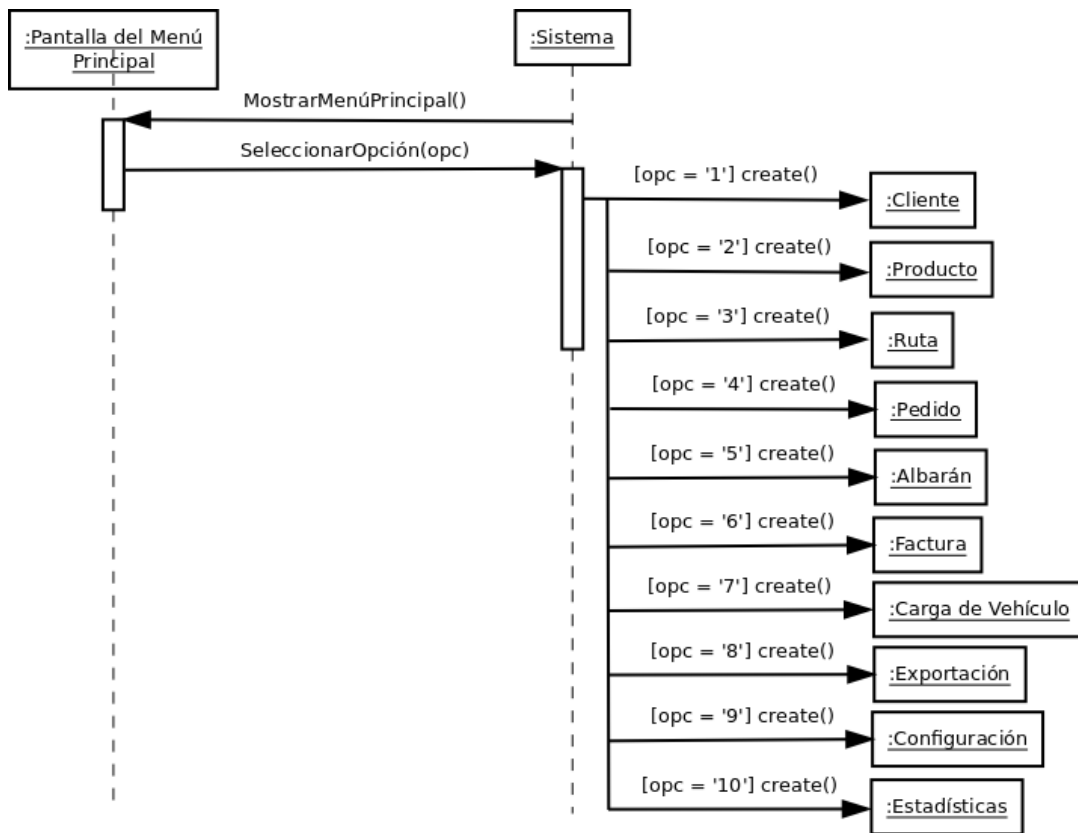 :Pantalla del Menú
Principal
:Sistema
MostrarMenúPrincipal()
SeleccionarOpción(opc)
[opc = '1'] create()
:Cliente
[opc = '2'] create()
:Producto
[opc = '3'] create()
:Ruta
[opc = '4'] create()
:Pedido
[opc = '5'] create()
:Albarán
[opc = '6'] create()
:Factura
[opc = '7'] create()
:Carga de Vehículo
[opc = '8'] create()
:Exportación
[opc = '9'] create()
:Configuración
[opc = '10'] create()
:Estadísticas